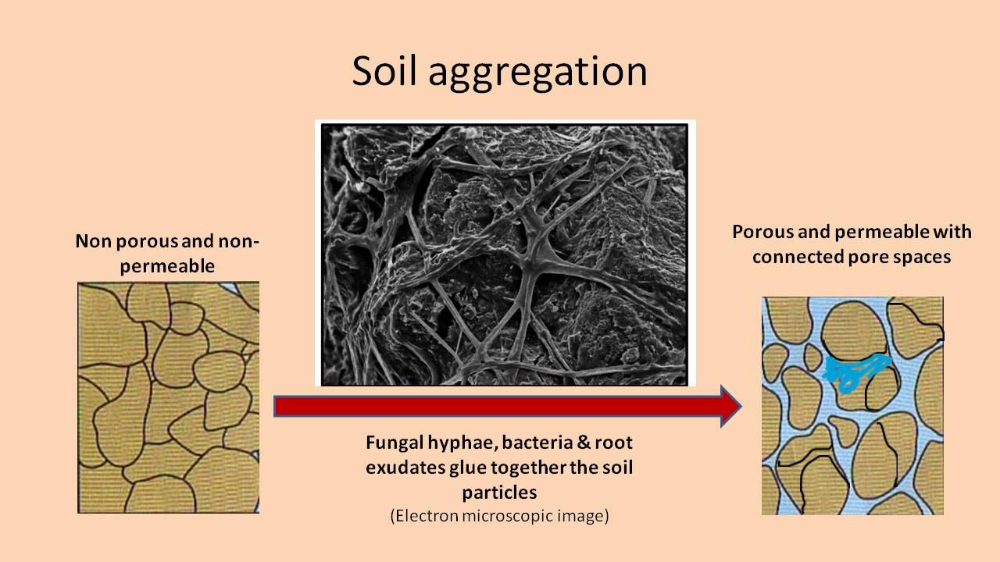 Soil aggregation
Non porous and non-
permeable
Porous and permeable with
connected pore spaces
Fungal hyphae, bacteria & root
exudates glue together the soil
particles
(Electron microscopic image)